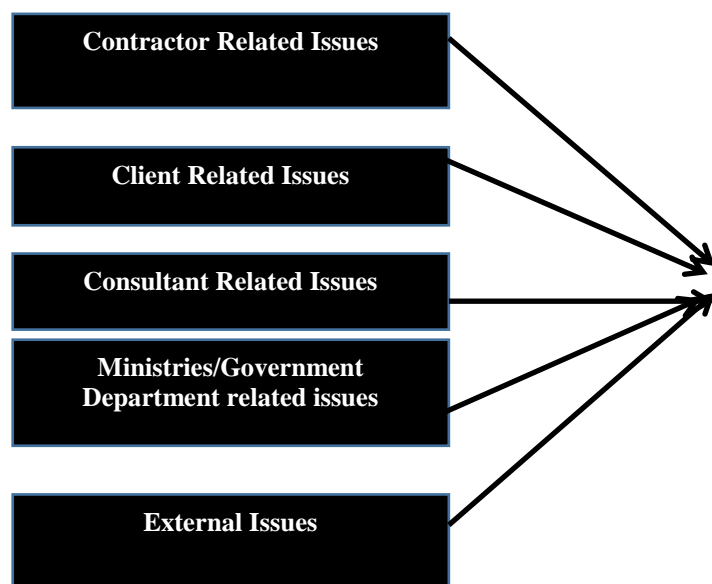 Contractor Related Issues
Client Related Issues
Consultant Related Issues
Ministries/Government
Department related issues
External Issues